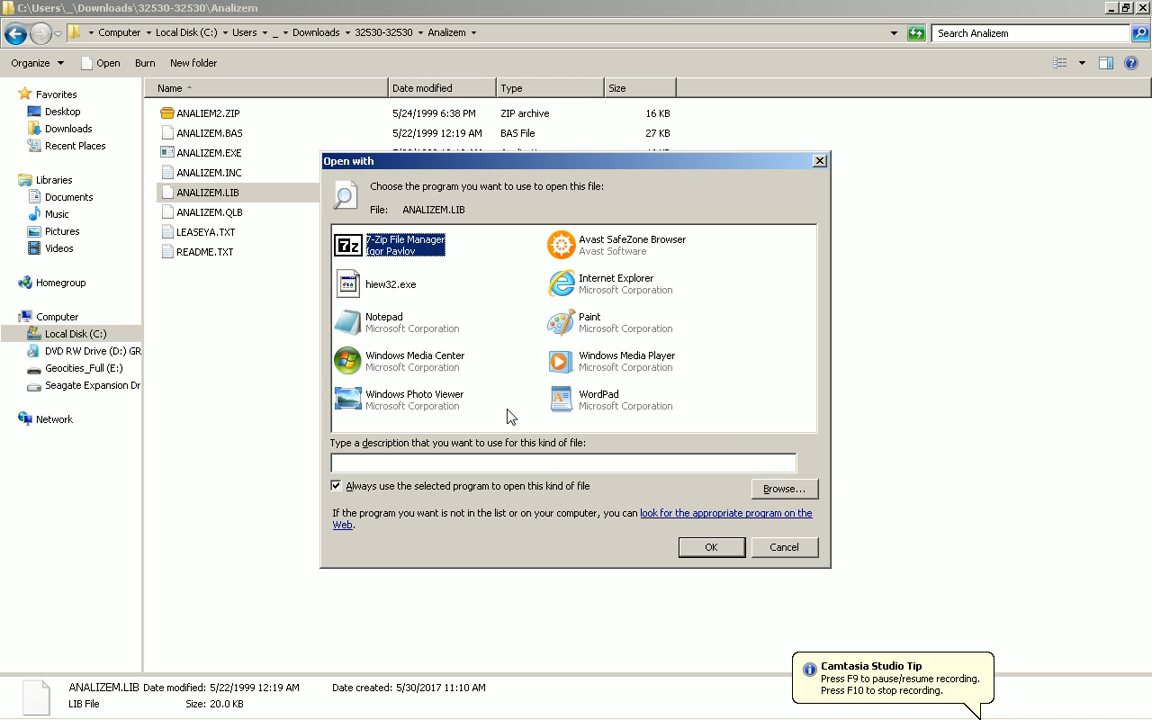 C:\Users\_\Downloads\32530-32530\Analizem
Computer Local Disk (C:) Users _ Downloads 32530-32530 Analizem
Search Analizem
Organize Open Burn New folder
Name Date modified Type Size
Favorites
Desktop
Downloads
Recent Places
Libraries
Documents
Music
Pictures
Videos
Homegroup
Computer
Local Disk (C:)
DVD RW Drive (D:) GR
Geocities_Full (E:)
Seagate Expansion Dr
Network
ANALIEM2.ZIP 5/24/1999 6:38 PM ZIP archive 16 KB
ANALIZEM.BAS 5/22/1999 12:19 AM BAS File 27 KB
ANALIZEM.EXE
ANALIZEM.INC
ANALIZEM.LIB
ANALIZEM.QLB
LEASEYA.TXT
README.TXT
Open with
Choose the program you want to use to open this file:
File: ANALIZEM.LIB
7-Zip File Manager
Igor Pavlov
Avast SafeZone Browser
Avast Software
hiew32.exe
Internet Explorer
Microsoft Corporation
Notepad
Microsoft Corporation
Paint
Microsoft Corporation
Windows Media Center
Microsoft Corporation
Windows Media Player
Microsoft Corporation
Windows Photo Viewer
Microsoft Corporation
WordPad
Microsoft Corporation
Type a description that you want to use for this kind of file:
Always use the selected program to open this kind of file
Browse...
If the program you want is not in the list or on your computer, you can look for the appropriate program on the
Web.
OK Cancel
Camtasia Studio Tip
Press F9 to pause/resume recording.
Press F10 to stop recording.
ANALIZEM.LIB Date modified: 5/22/1999 12:19 AM Date created: 5/30/2017 11:10 AM
LIB File Size: 20.0 KB